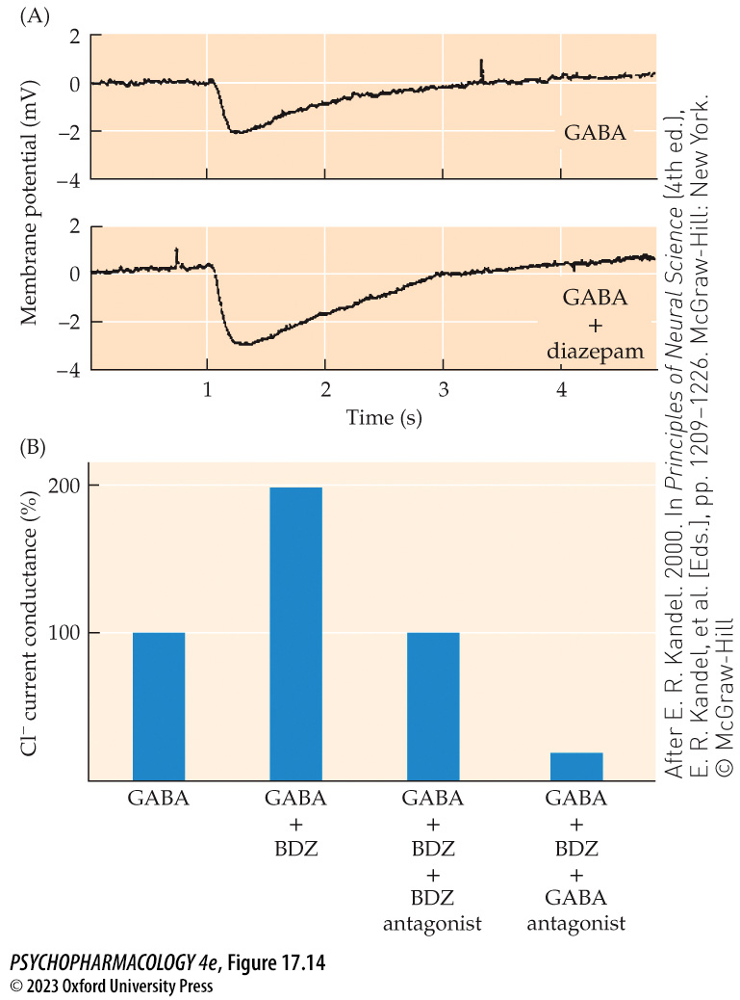 (A)
Membrane potential (mV)
2
0
−2
−4
GABA
2
0
−2
−4
GABA
+
diazepam
1
2
3
4
Time (s)
(B)
Cl− current conductance (%)
200
100
GABA
GABA
+
BDZ
GABA
+
BDZ
+
BDZ
antagonist
GABA
+
BDZ
+
GABA
antagonist
After E. R. Kandel. 2000. In Principles of Neural Science (4th ed.),
E. R. Kandel, et al. [Eds.], pp. 1209–1226. McGraw-Hill: New York.
© McGraw-Hill
PSYCHOPHARMACOLOGY 4e, Figure 17.14
© 2023 Oxford University Press